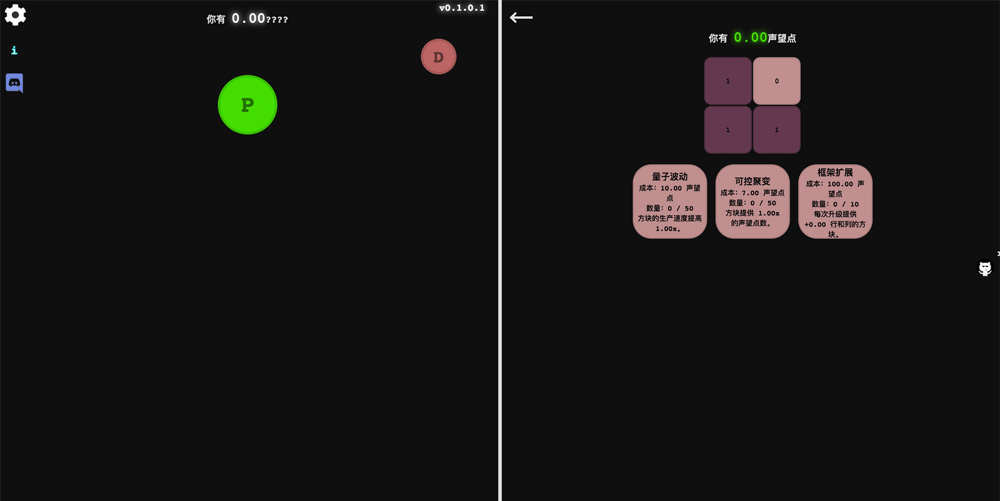 v0.1.0.1
你有 0.00????
i
D
P
你有 0.00声望点
1
0
1
1
量子波动
成本: 10.00 声望
点
数量: 0 / 50
方块的生产速度提高
1.00x。
可控聚变
成本: 7.00 声望点
数量: 0 / 50
方块提供 1.00x
的声望点数。
框架扩展
成本: 100.00 声
望点
数量: 0 / 10
每次升级提供
+0.00 行和列的方
块。